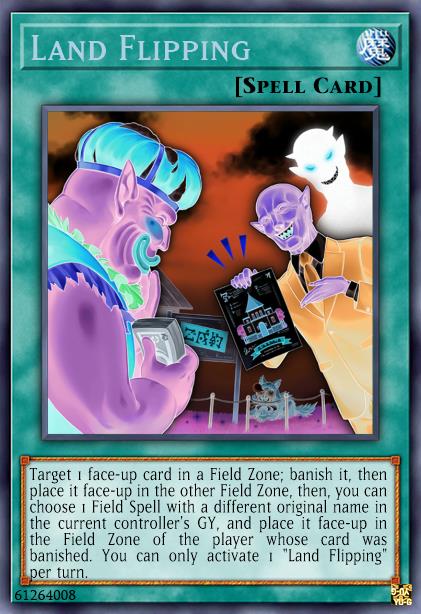 LAND FLIPPING
魔
[SPELL CARD]
Target 1 face-up card in a Field Zone; banish it, then
place it face-up in the other Field Zone, then, you can
choose 1 Field Spell with a different original name in
the current controller's GY, and place it face-up in
the Field Zone of the player whose card was
banished. You can only activate 1 "Land Flipping"
per turn.
61264008